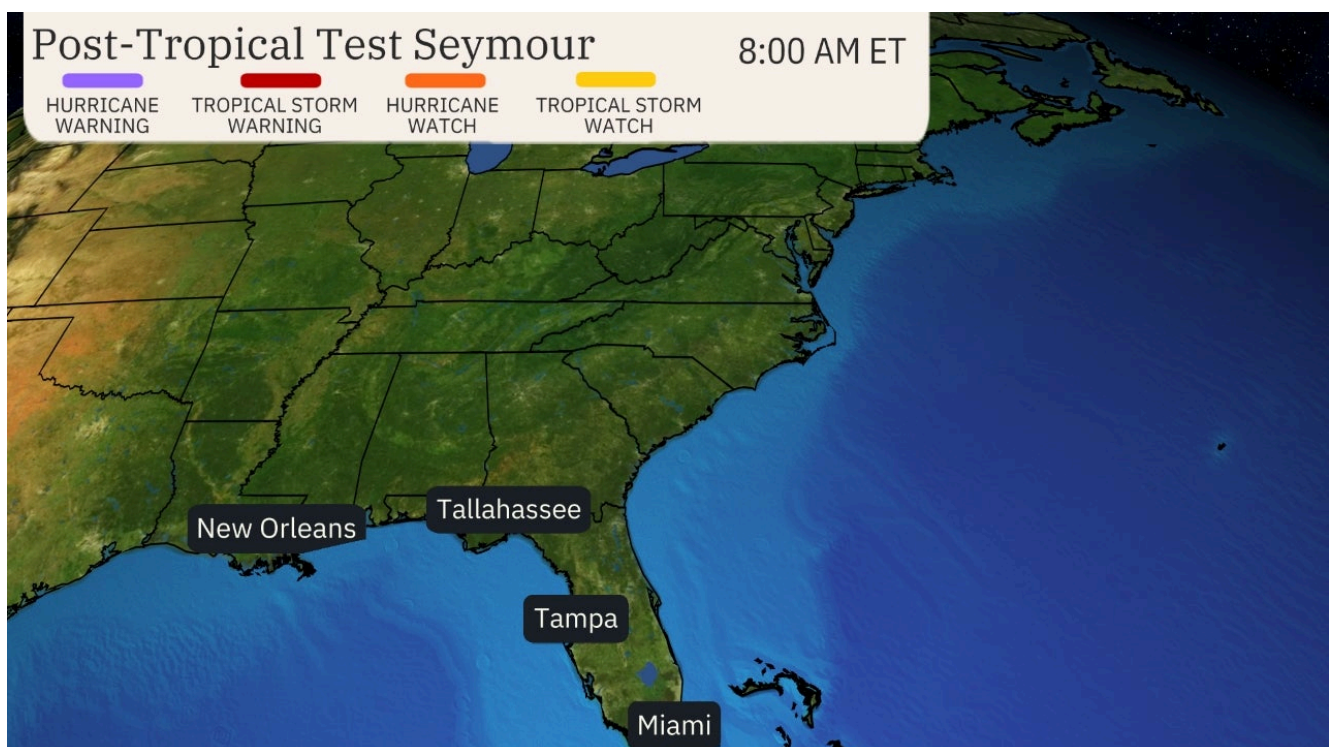 Post-Tropical Test Seymour
8:00 AM ET
HURRICANE
WARNING
TROPICAL STORM
WARNING
HURRICANE
WATCH
TROPICAL STORM
WATCH
New Orleans
Tallahassee
Tampa
Miami